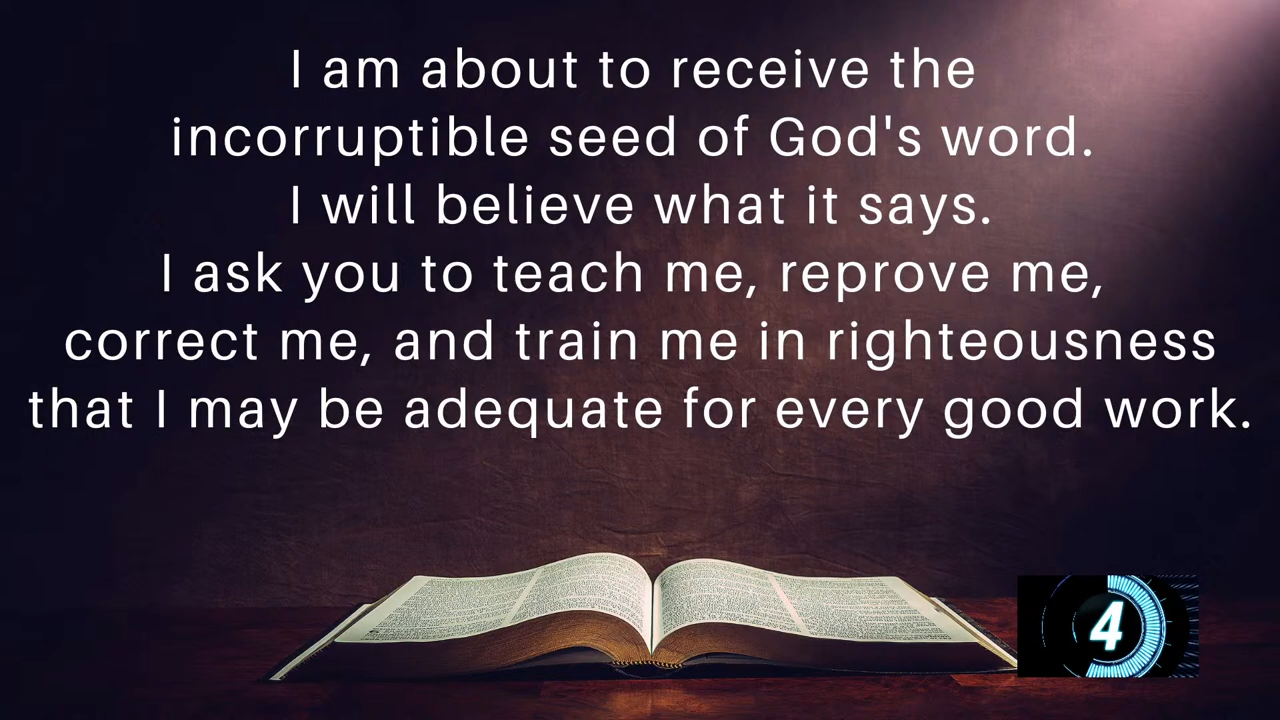 I am about to receive the
incorruptible seed of God's word.
I will believe what it says.
I ask you to teach me, reprove me,
correct me, and train me in righteousness
that I may be adequate for every good work.
4